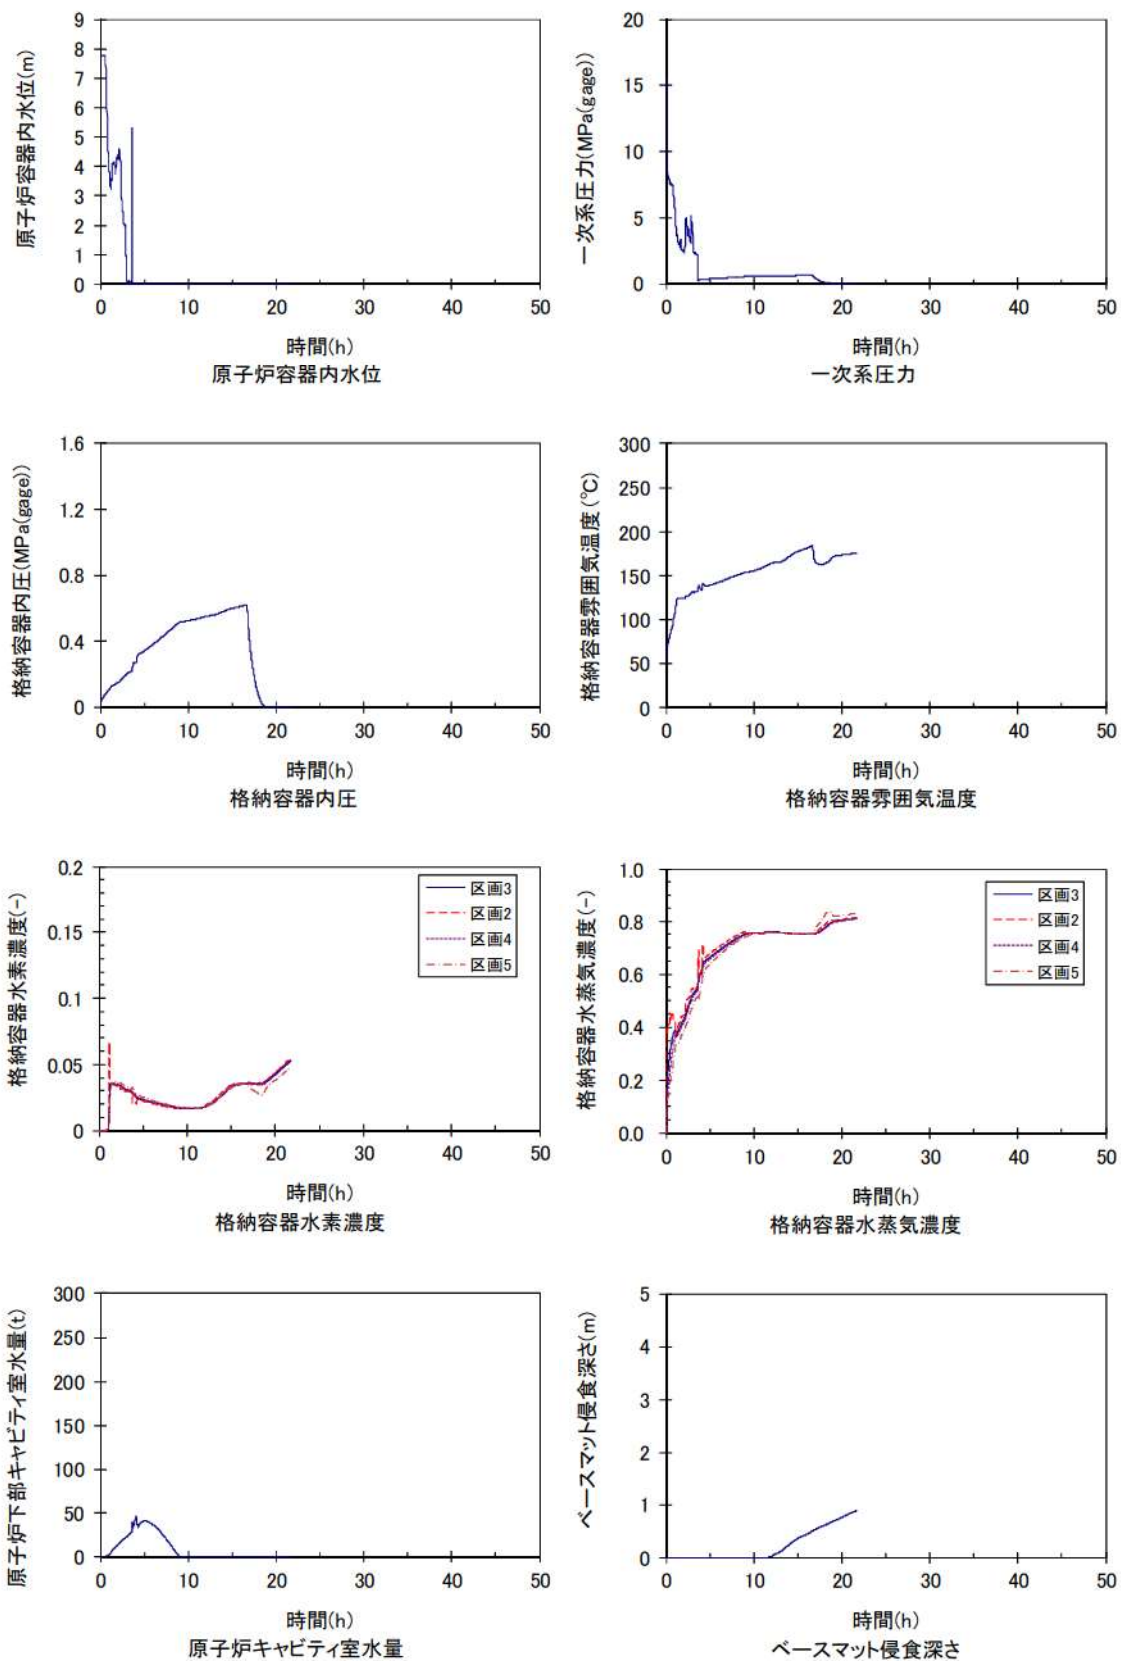 原子炉容器内水位(m)
9
8
7
6
5
4
3
2
1
0
0 10 20 30 40 50
時間(h)
原子炉容器内水位
一次系圧力(MPa(gage))
20
15
10
5
0
0 10 20 30 40 50
時間(h)
一次系圧力
格納容器内圧(MPa(gage))
1.6
1.2
0.8
0.4
0
0 10 20 30 40 50
時間(h)
格納容器内圧
格納容器雰囲気温度(℃)
300
250
200
150
100
50
0
0 10 20 30 40 50
時間(h)
格納容器雰囲気温度
格納容器水素濃度(-)
0.2
0.15
0.1
0.05
0
区画3
区画2
区画4
区画5
0 10 20 30 40 50
時間(h)
格納容器水素濃度
格納容器水蒸気濃度(-)
1.0
0.8
0.6
0.4
0.2
0.0
区画3
区画2
区画4
区画5
0 10 20 30 40 50
時間(h)
格納容器水蒸気濃度
原子炉下部キャビティ室水量(t)
300
250
200
150
100
50
0
0 10 20 30 40 50
時間(h)
原子炉キャビティ室水量
ベースマット侵食深さ(m)
5
4
3
2
1
0
0 10 20 30 40 50
時間(h)
ベースマット侵食深さ